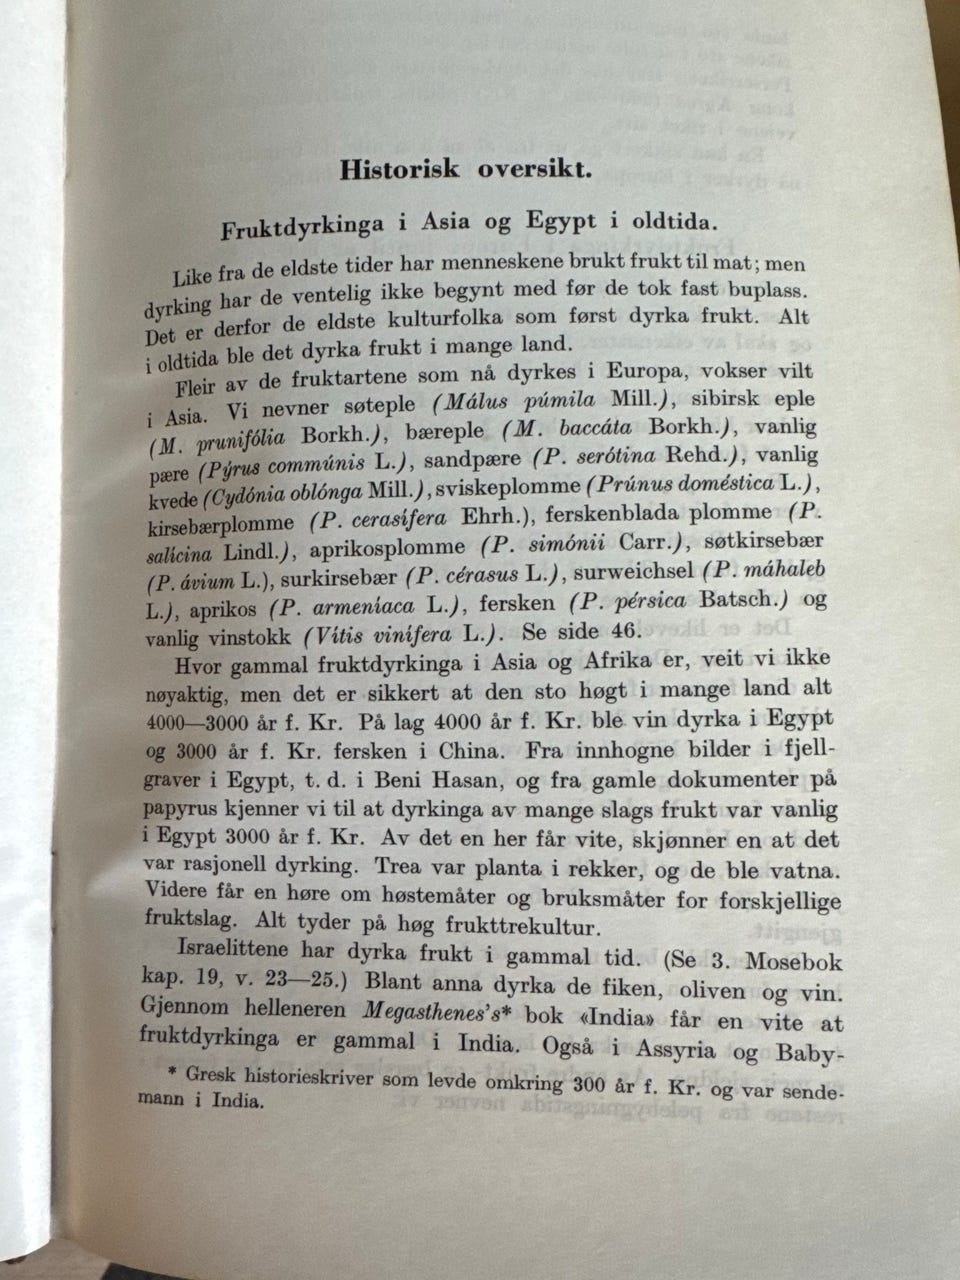 Historisk oversikt.
Fruktdyrkinga i Asia og Egypt i oldtida.
Like fra de eldste tider har menneskene brukt frukt til mat; men
dyrking har de ventelig ikke begynt med før de tok fast buplass.
Det er derfor de eldste kulturfolka som først dyrka frukt. Alt
i oldtida ble det dyrka frukt i mange land.
Fleir av de fruktartene som nå dyrkes i Europa, vokser vilt
i Asia. Vi nevner søteple (Málus púmila Mill.), sibirsk eple
(M. prunifólia Borkh.), bæreple (M. baccáta Borkh.), vanlig
pære (Pýrus commúnis L.), sandpære (P. serótina Rehd.), vanlig
kvede (Cydónia oblónga Mill.), sviskeplomme (Prúnus doméstica L.),
kirsebærplomme (P. cerasífera Ehrh.), ferskenblada plomme (P.
salícina Lindl.), aprikosplomme (P. simónii Carr.), søtkirsebær
(P. ávium L.), surkirsebær (P. cérasus L.), surweichsel (P. máhaleb
L.), aprikos (P. armeníaca L.), fersken (P. pérsica Batsch.) og
vanlig vinstokk (Vítis vinífera L.). Se side 46.
Hvor gammal fruktdyrkinga i Asia og Afrika er, veit vi ikke
nøyaktig, men det er sikkert at den sto høgt i mange land alt
4000—3000 år f. Kr. På lag 4000 år f. Kr. ble vin dyrka i Egypt
og 3000 år f. Kr. fersken i China. Fra innhogne bilder i fjell-
graver i Egypt, t. d. i Beni Hasan, og fra gamle dokumenter på
papyrus kjenner vi til at dyrkinga av mange slags frukt var vanlig
i Egypt 3000 år f. Kr. Av det en her får vite, skjønner en at det
var rasjonell dyrking. Trea var planta i rekker, og de ble vatna.
Videre får en høre om høstemåter og bruksmåter for forskjellige
fruktslag. Alt tyder på høg frukttrekultur.
Israelittene har dyrka frukt i gammal tid. (Se 3. Mosebok
kap. 19, v. 23—25.) Blant anna dyrka de fiken, oliven og vin.
Gjennom helleneren Megasthenes's* bok «India» får en vite at
fruktdyrkinga er gammal i India. Også i Assyria og Baby-
* Gresk historieskriver som levde omkring 300 år f. Kr. og var sende-
mann i India.